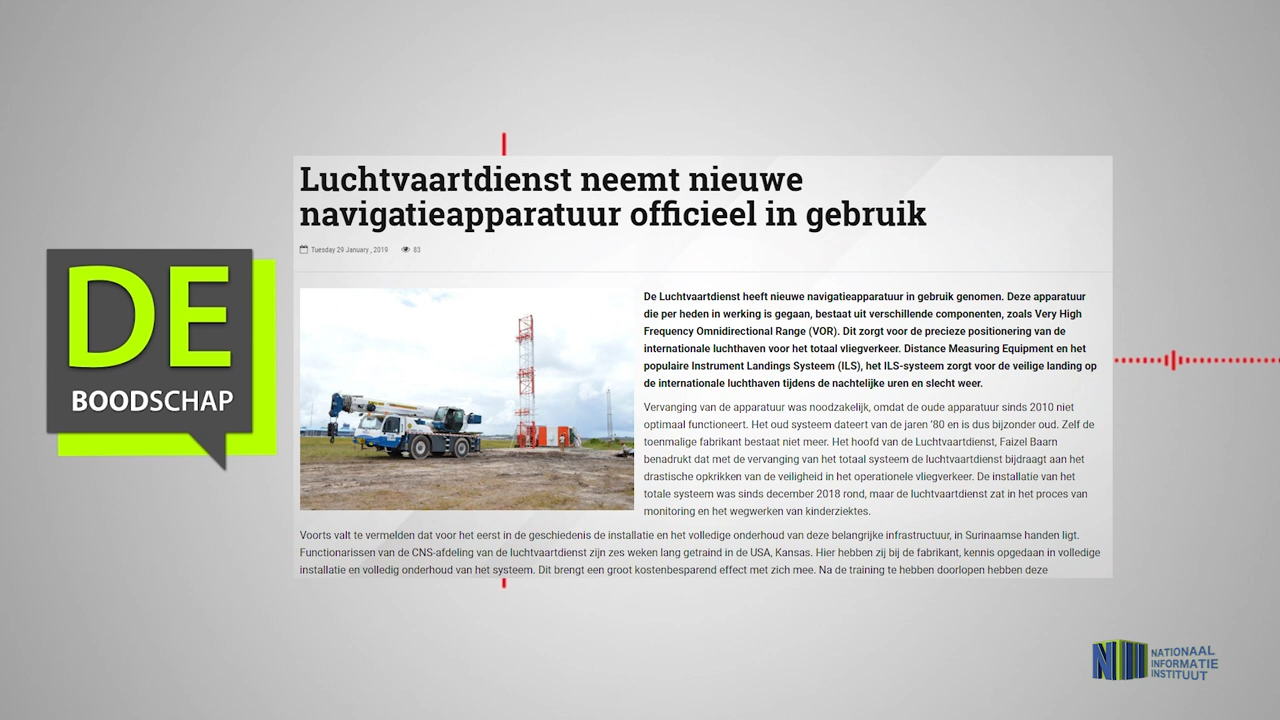 Luchtvaartdienst neemt nieuwe
navigatieapparatuur officieel in gebruik
Tuesday 29 January , 2019 83
DE
BOODSCHAP
De Luchtvaartdienst heeft nieuwe navigatieapparatuur in gebruik genomen. Deze apparatuur
die per heden in werking is gegaan, bestaat uit verschillende componenten, zoals Very High
Frequency Omnidirectional Range (VOR). Dit zorgt voor de precieze positionering van de
internationale luchthaven voor het totaal vliegverkeer. Distance Measuring Equipment en het
populaire Instrument Landings Systeem (ILS), het ILS-systeem zorgt voor de veilige landing op
de internationale luchthaven tijdens de nachtelijke uren en slecht weer.
Vervanging van de apparatuur was noodzakelijk, omdat de oude apparatuur sinds 2010 niet
optimaal functioneert. Het oud systeem dateert van de jaren '80 en is dus bijzonder oud. Zelf de
toenmalige fabrikant bestaat niet meer. Het hoofd van de Luchtvaartdienst, Faizel Baarn
benadrukt dat met de vervanging van het totaal systeem de luchtvaartdienst bijdraagt aan het
drastische opkrikken van de veiligheid in het operationele vliegverkeer. De installatie van het
totale systeem was sinds december 2018 rond, maar de luchtvaartdienst zat in het proces van
monitoring en het wegwerken van kinderziektes.
Voorts valt te vermelden dat voor het eerst in de geschiedenis de installatie en het volledige onderhoud van deze belangrijke infrastructuur, in Surinaamse handen ligt.
Functionarissen van de CNS-afdeling van de luchtvaartdienst zijn zes weken lang getraind in de USA, Kansas. Hier hebben zij bij de fabrikant, kennis opgedaan in volledige
installatie en volledig onderhoud van het systeem. Dit brengt een groot kostenbesparend effect met zich mee. Na de training te hebben doorlopen hebben deze
NII
NATIONAAL
INFORMATIE
INSTITUUT